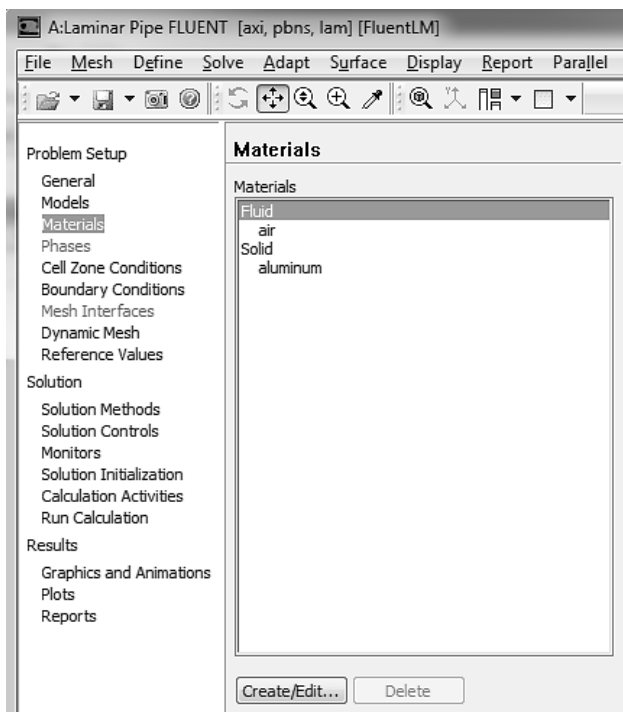 A:Laminar Pipe FLUENT [axi, pbns, lam] [FluentLM]
File Mesh Define Solve Adapt Surface Display Report Parallel
Problem Setup
General
Models
Materials
Phases
Cell Zone Conditions
Boundary Conditions
Mesh Interfaces
Dynamic Mesh
Reference Values
Solution
Solution Methods
Solution Controls
Monitors
Solution Initialization
Calculation Activities
Run Calculation
Results
Graphics and Animations
Plots
Reports
Materials
Materials
Fluid
air
Solid
aluminum
Create/Edit... Delete